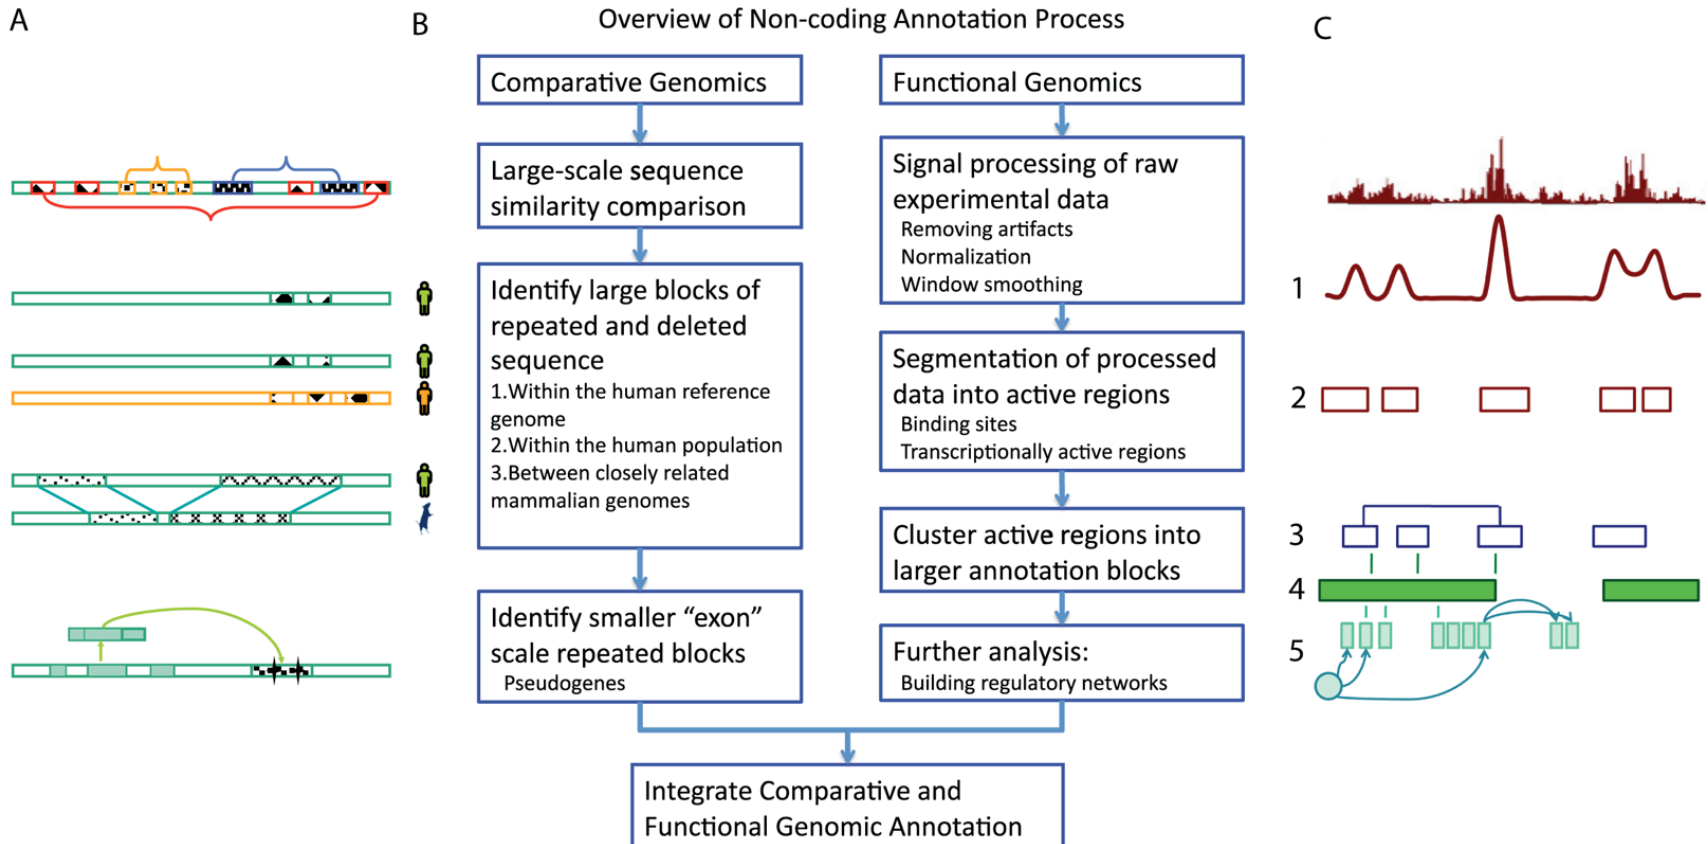 A
B
Overview of Non-coding Annotation Process
C
Comparative Genomics
Large-scale sequence
similarity comparison
Identify large blocks of
repeated and deleted
sequence
1.Within the human reference
genome
2.Within the human population
3.Between closely related
mammalian genomes
Identify smaller “exon”
scale repeated blocks
Pseudogenes
Functional Genomics
Signal processing of raw
experimental data
Removing artifacts
Normalization
Window smoothing
Segmentation of processed
data into active regions
Binding sites
Transcriptionally active regions
Cluster active regions into
larger annotation blocks
Further analysis:
Building regulatory networks
Integrate Comparative and
Functional Genomic Annotation
1
2
3
4
5